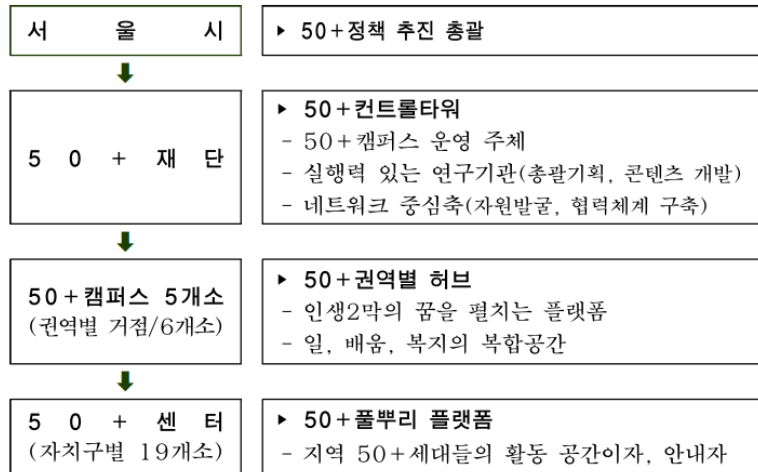 서 울 시
▸ 50+정책 추진 총괄
5 0 + 재 단
▸ 50+컨트롤타워
- 50+캠퍼스 운영 주체
- 실행력 있는 연구기관(총괄기획, 콘텐츠 개발)
- 네트워크 중심축(자원발굴, 협력체계 구축)
50+캠퍼스 5개소
(권역별 거점/6개소)
▸ 50+권역별 허브
- 인생2막의 꿈을 펼치는 플랫폼
- 일, 배움, 복지의 복합공간
5 0 + 센 터
(자치구별 19개소)
▸ 50+풀뿌리 플랫폼
- 지역 50+세대들의 활동 공간이자, 안내자